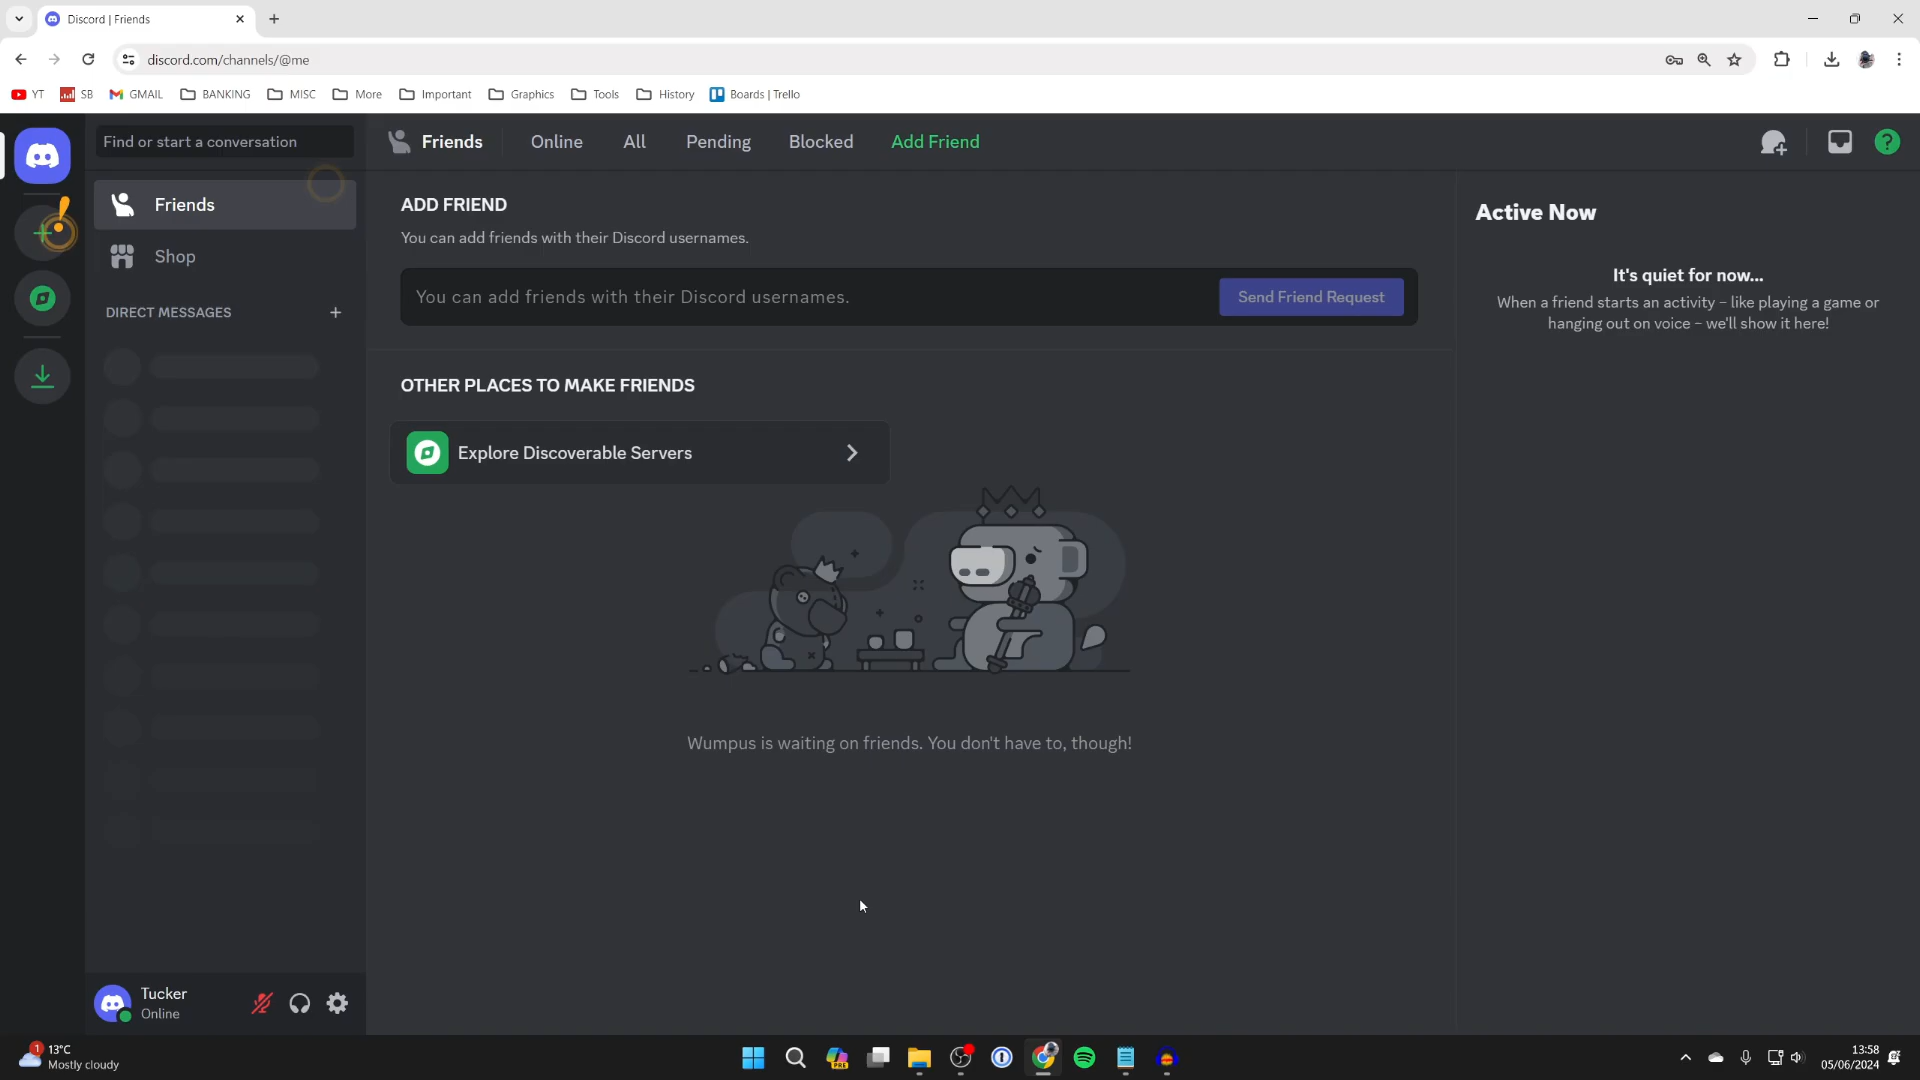 Discord | Friends
discord.com/channels/@me
YT
SB
GMAIL
BANKING
MISC
More
Important
Graphics
Tools
History
Boards | Trello
Find or start a conversation
Friends
Online
All
Pending
Blocked
Add Friend
?
Friends
Shop
DIRECT MESSAGES
ADD FRIEND
You can add friends with their Discord usernames.
You can add friends with their Discord usernames.
Send Friend Request
OTHER PLACES TO MAKE FRIENDS
Explore Discoverable Servers
Wumpus is waiting on friends. You don't have to, though!
Active Now
It's quiet for now...
When a friend starts an activity – like playing a game or
hanging out on voice – we'll show it here!
Tucker
Online
1
13°C
Mostly cloudy
PRE
13:58
05/06/2024